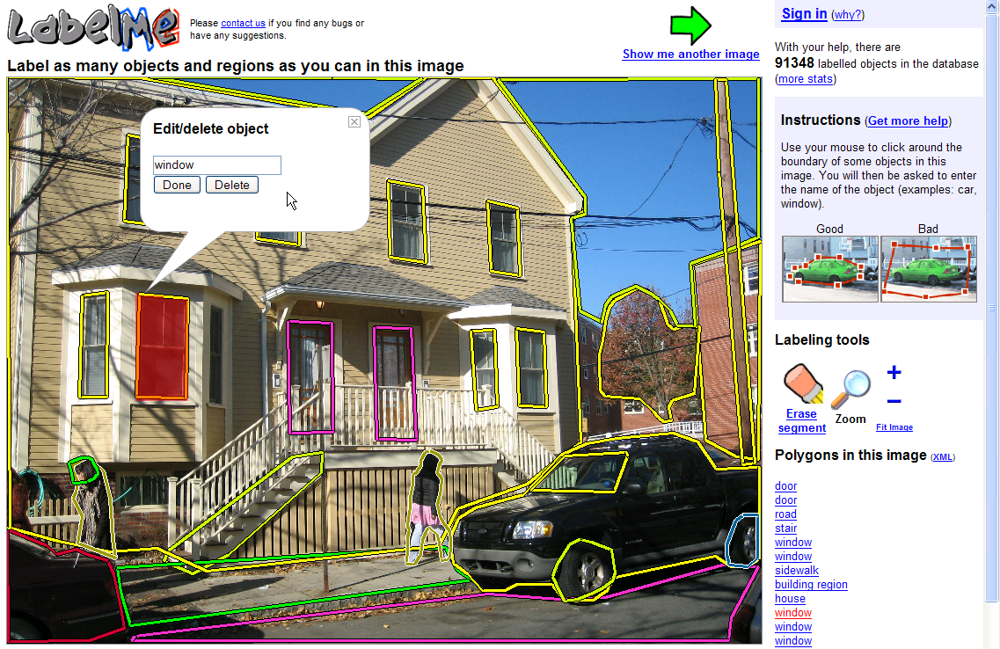 LabelMe
Please contact us if you find any bugs or
have any suggestions.
Show me another image
Label as many objects and regions as you can in this image
Edit/delete object
window
Done Delete
Sign in (why?)
With your help, there are
91348 labelled objects in the database
(more stats)
Instructions (Get more help)
Use your mouse to click around the
boundary of some objects in this
image. You will then be asked to enter
the name of the object (examples: car,
window).
Good Bad
Labeling tools
Erase
segment
Zoom
+
−
Fit Image
Polygons in this image (XML)
door
door
road
stair
window
window
sidewalk
building region
house
window
window
window